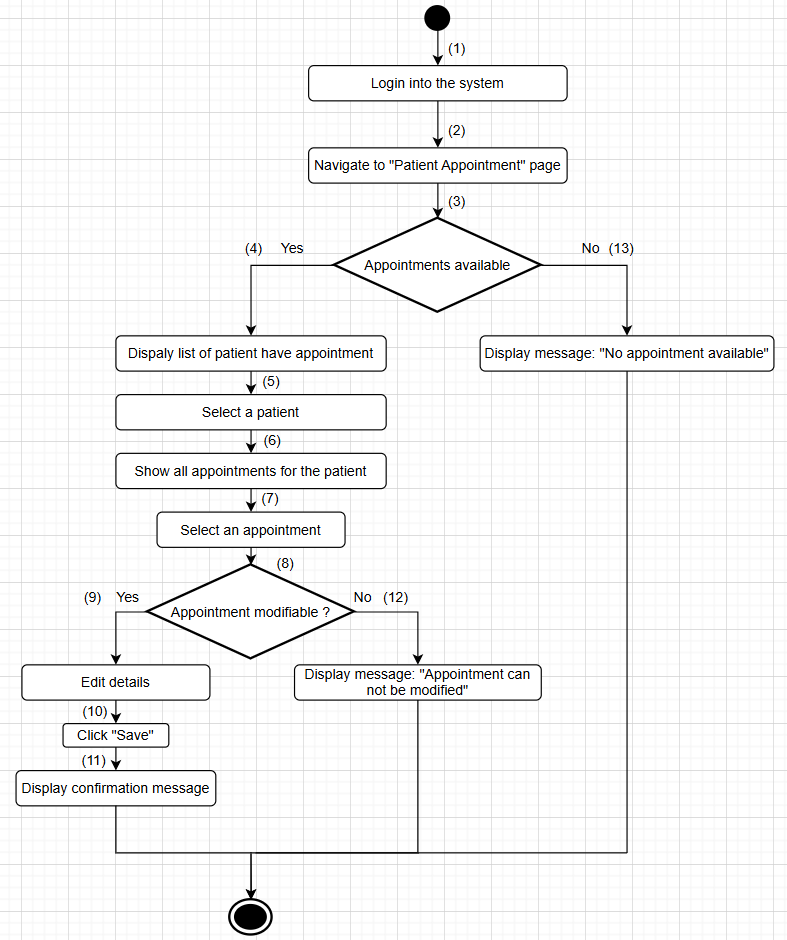 (1)
Login into the system
(2)
Navigate to "Patient Appointment" page
(3)
(4) Yes
No (13)
Appointments available
Dispaly list of patient have appointment
Display message: "No appointment available"
(5)
Select a patient
(6)
Show all appointments for the patient
(7)
Select an appointment
(8)
(9) Yes
No (12)
Appointment modifiable ?
Edit details
Display message: "Appointment can
not be modified"
(10)
Click "Save"
(11)
Display confirmation message